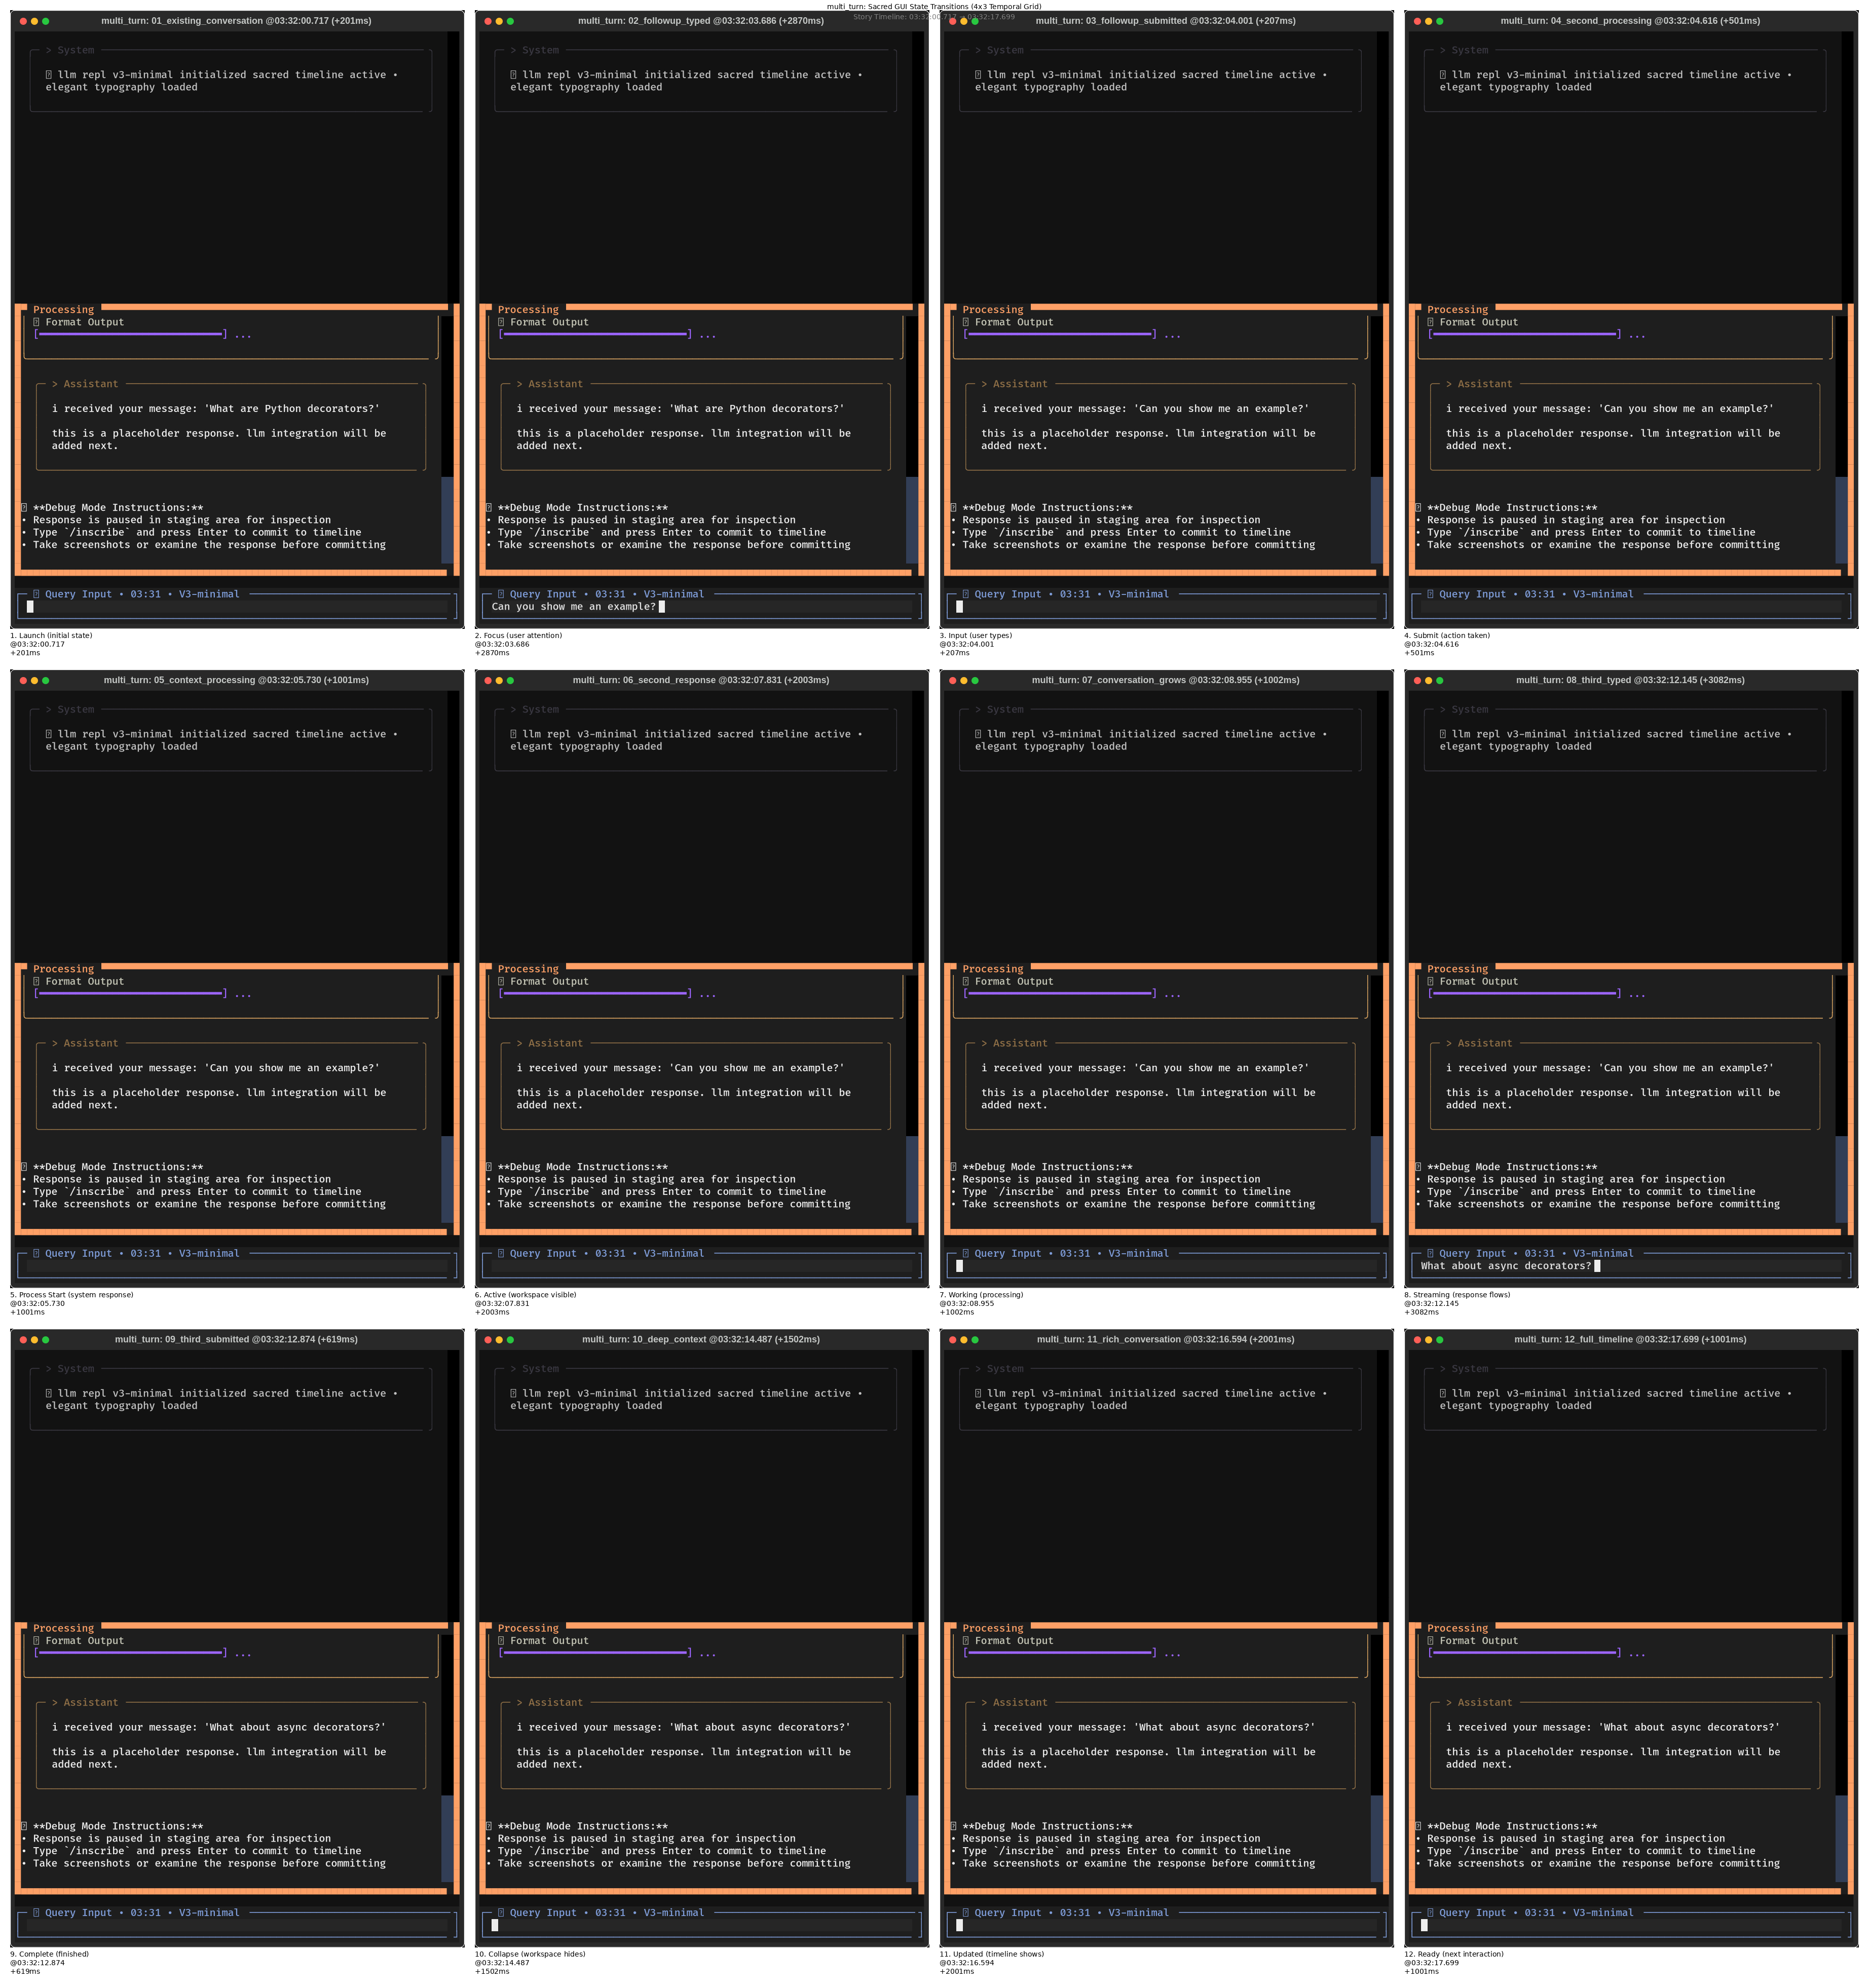 multi_turn: Sacred GUI State Transitions (4x3 Temporal Grid)
Story Timeline: 03:32:00.717 → 03:32:17.699
multi_turn: 01_existing_conversation @03:32:00.717 (+201ms)
> System
llm repl v3-minimal initialized sacred timeline active •
elegant typography loaded
Processing
Format Output
[━━━━━━━━━━━━━━━━━━━━━━━━━━━━━━] ...
> Assistant
i received your message: 'What are Python decorators?'
this is a placeholder response. llm integration will be
added next.
**Debug Mode Instructions:**
• Response is paused in staging area for inspection
• Type `/inscribe` and press Enter to commit to timeline
• Take screenshots or examine the response before committing
Query Input • 03:31 • V3-minimal
1. Launch (initial state)
@03:32:00.717
+201ms
multi_turn: 02_followup_typed @03:32:03.686 (+2870ms)
> System
llm repl v3-minimal initialized sacred timeline active •
elegant typography loaded
Processing
Format Output
[━━━━━━━━━━━━━━━━━━━━━━━━━━━━━━] ...
> Assistant
i received your message: 'What are Python decorators?'
this is a placeholder response. llm integration will be
added next.
**Debug Mode Instructions:**
• Response is paused in staging area for inspection
• Type `/inscribe` and press Enter to commit to timeline
• Take screenshots or examine the response before committing
Query Input • 03:31 • V3-minimal
Can you show me an example?
2. Focus (user attention)
@03:32:03.686
+2870ms
multi_turn: 03_followup_submitted @03:32:04.001 (+207ms)
> System
llm repl v3-minimal initialized sacred timeline active •
elegant typography loaded
Processing
Format Output
[━━━━━━━━━━━━━━━━━━━━━━━━━━━━━━] ...
> Assistant
i received your message: 'Can you show me an example?'
this is a placeholder response. llm integration will be
added next.
**Debug Mode Instructions:**
• Response is paused in staging area for inspection
• Type `/inscribe` and press Enter to commit to timeline
• Take screenshots or examine the response before committing
Query Input • 03:31 • V3-minimal
3. Input (user types)
@03:32:04.001
+207ms
multi_turn: 04_second_processing @03:32:04.616 (+501ms)
> System
llm repl v3-minimal initialized sacred timeline active •
elegant typography loaded
Processing
Format Output
[━━━━━━━━━━━━━━━━━━━━━━━━━━━━━━] ...
> Assistant
i received your message: 'Can you show me an example?'
this is a placeholder response. llm integration will be
added next.
**Debug Mode Instructions:**
• Response is paused in staging area for inspection
• Type `/inscribe` and press Enter to commit to timeline
• Take screenshots or examine the response before committing
Query Input • 03:31 • V3-minimal
4. Submit (action taken)
@03:32:04.616
+501ms
multi_turn: 05_context_processing @03:32:05.730 (+1001ms)
> System
llm repl v3-minimal initialized sacred timeline active •
elegant typography loaded
Processing
Format Output
[━━━━━━━━━━━━━━━━━━━━━━━━━━━━━━] ...
> Assistant
i received your message: 'Can you show me an example?'
this is a placeholder response. llm integration will be
added next.
**Debug Mode Instructions:**
• Response is paused in staging area for inspection
• Type `/inscribe` and press Enter to commit to timeline
• Take screenshots or examine the response before committing
Query Input • 03:31 • V3-minimal
5. Process Start (system response)
@03:32:05.730
+1001ms
multi_turn: 06_second_response @03:32:07.831 (+2003ms)
> System
llm repl v3-minimal initialized sacred timeline active •
elegant typography loaded
Processing
Format Output
[━━━━━━━━━━━━━━━━━━━━━━━━━━━━━━] ...
> Assistant
i received your message: 'Can you show me an example?'
this is a placeholder response. llm integration will be
added next.
**Debug Mode Instructions:**
• Response is paused in staging area for inspection
• Type `/inscribe` and press Enter to commit to timeline
• Take screenshots or examine the response before committing
Query Input • 03:31 • V3-minimal
6. Active (workspace visible)
@03:32:07.831
+2003ms
multi_turn: 07_conversation_grows @03:32:08.955 (+1002ms)
> System
llm repl v3-minimal initialized sacred timeline active •
elegant typography loaded
Processing
Format Output
[━━━━━━━━━━━━━━━━━━━━━━━━━━━━━━] ...
> Assistant
i received your message: 'Can you show me an example?'
this is a placeholder response. llm integration will be
added next.
**Debug Mode Instructions:**
• Response is paused in staging area for inspection
• Type `/inscribe` and press Enter to commit to timeline
• Take screenshots or examine the response before committing
Query Input • 03:31 • V3-minimal
7. Working (processing)
@03:32:08.955
+1002ms
multi_turn: 08_third_typed @03:32:12.145 (+3082ms)
> System
llm repl v3-minimal initialized sacred timeline active •
elegant typography loaded
Processing
Format Output
[━━━━━━━━━━━━━━━━━━━━━━━━━━━━━━] ...
> Assistant
i received your message: 'Can you show me an example?'
this is a placeholder response. llm integration will be
added next.
**Debug Mode Instructions:**
• Response is paused in staging area for inspection
• Type `/inscribe` and press Enter to commit to timeline
• Take screenshots or examine the response before committing
Query Input • 03:31 • V3-minimal
What about async decorators?
8. Streaming (response flows)
@03:32:12.145
+3082ms
multi_turn: 09_third_submitted @03:32:12.874 (+619ms)
> System
llm repl v3-minimal initialized sacred timeline active •
elegant typography loaded
Processing
Format Output
[━━━━━━━━━━━━━━━━━━━━━━━━━━━━━━] ...
> Assistant
i received your message: 'What about async decorators?'
this is a placeholder response. llm integration will be
added next.
**Debug Mode Instructions:**
• Response is paused in staging area for inspection
• Type `/inscribe` and press Enter to commit to timeline
• Take screenshots or examine the response before committing
Query Input • 03:31 • V3-minimal
9. Complete (finished)
@03:32:12.874
+619ms
multi_turn: 10_deep_context @03:32:14.487 (+1502ms)
> System
llm repl v3-minimal initialized sacred timeline active •
elegant typography loaded
Processing
Format Output
[━━━━━━━━━━━━━━━━━━━━━━━━━━━━━━] ...
> Assistant
i received your message: 'What about async decorators?'
this is a placeholder response. llm integration will be
added next.
**Debug Mode Instructions:**
• Response is paused in staging area for inspection
• Type `/inscribe` and press Enter to commit to timeline
• Take screenshots or examine the response before committing
Query Input • 03:31 • V3-minimal
10. Collapse (workspace hides)
@03:32:14.487
+1502ms
multi_turn: 11_rich_conversation @03:32:16.594 (+2001ms)
> System
llm repl v3-minimal initialized sacred timeline active •
elegant typography loaded
Processing
Format Output
[━━━━━━━━━━━━━━━━━━━━━━━━━━━━━━] ...
> Assistant
i received your message: 'What about async decorators?'
this is a placeholder response. llm integration will be
added next.
**Debug Mode Instructions:**
• Response is paused in staging area for inspection
• Type `/inscribe` and press Enter to commit to timeline
• Take screenshots or examine the response before committing
Query Input • 03:31 • V3-minimal
11. Updated (timeline shows)
@03:32:16.594
+2001ms
multi_turn: 12_full_timeline @03:32:17.699 (+1001ms)
> System
llm repl v3-minimal initialized sacred timeline active •
elegant typography loaded
Processing
Format Output
[━━━━━━━━━━━━━━━━━━━━━━━━━━━━━━] ...
> Assistant
i received your message: 'What about async decorators?'
this is a placeholder response. llm integration will be
added next.
**Debug Mode Instructions:**
• Response is paused in staging area for inspection
• Type `/inscribe` and press Enter to commit to timeline
• Take screenshots or examine the response before committing
Query Input • 03:31 • V3-minimal
12. Ready (next interaction)
@03:32:17.699
+1001ms